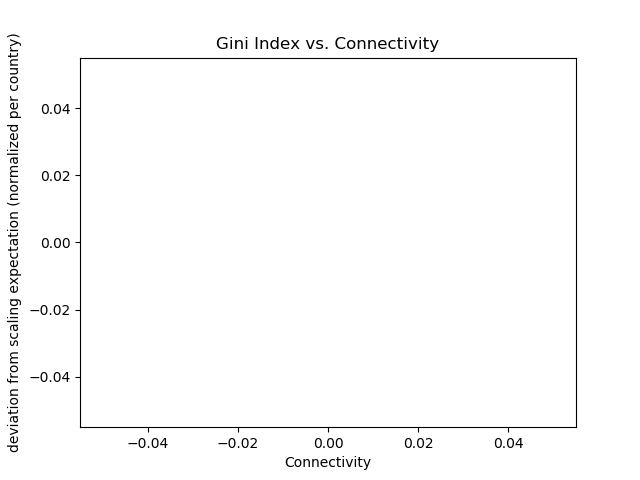 Gini Index vs. Connectivity
deviation from scaling expectation (normalized per country)
0.04
0.02
0.00
−0.02
−0.04
−0.04 −0.02 0.00 0.02 0.04
Connectivity